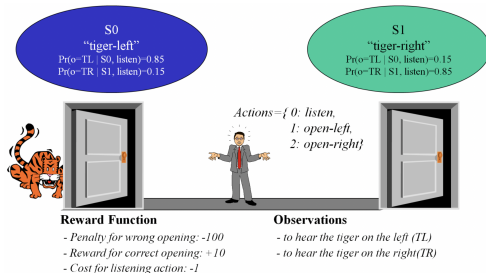 S0
"tiger-left"
Pr(o=TL | S0, listen)=0.85
Pr(o=TR | S1, listen)=0.15
S1
"tiger-right"
Pr(o=TL | S0, listen)=0.15
Pr(o=TR | S1, listen)=0.85
Actions={ 0: listen,
1: open-left,
2: open-right}
Reward Function
- Penalty for wrong opening: -100
- Reward for correct opening: +10
- Cost for listening action: -1
Observations
- to hear the tiger on the left (TL)
- to hear the tiger on the right(TR)